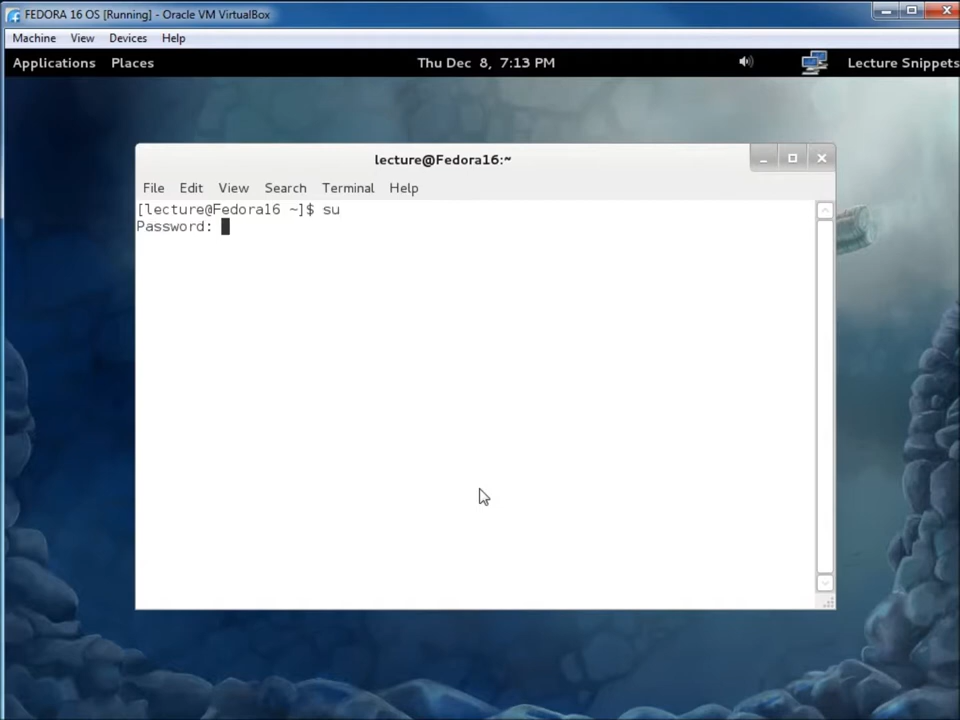 FEDORA 16 OS [Running] - Oracle VM VirtualBox
Machine View Devices Help
Applications Places Thu Dec 8, 7:13 PM Lecture Snippets
lecture@Fedora16:~
File Edit View Search Terminal Help
[lecture@Fedora16 ~]$ su
Password: